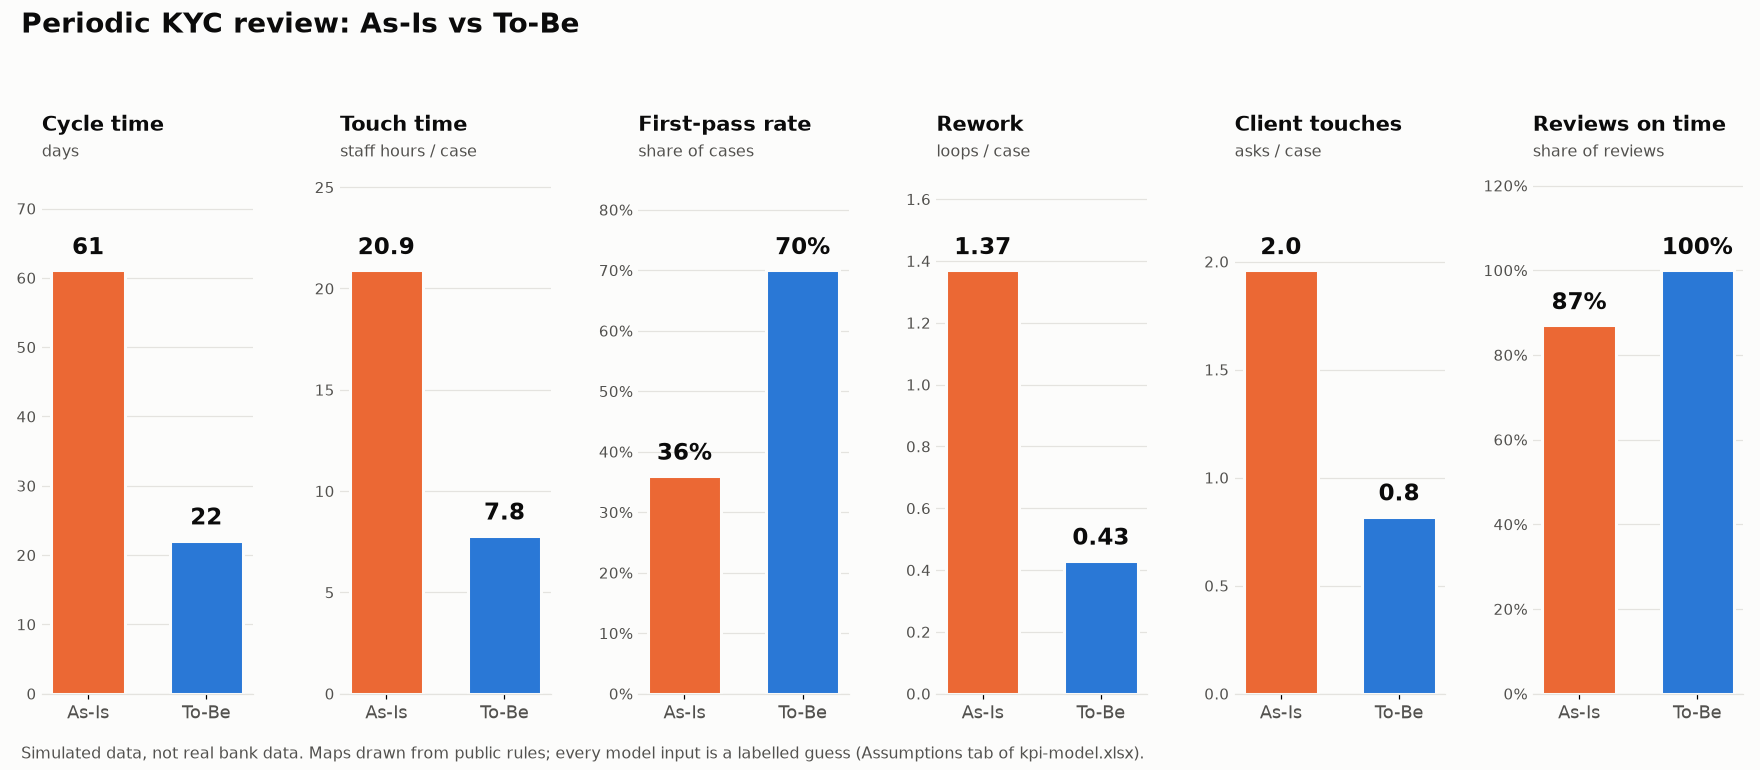 Periodic KYC review: As-Is vs To-Be
Cycle time
days
70
60
50
40
30
20
10
0
61
22
As-Is
To-Be
Touch time
staff hours / case
25
20
15
10
5
0
20.9
7.8
As-Is
To-Be
First-pass rate
share of cases
80%
70%
60%
50%
40%
30%
20%
10%
0%
36%
70%
As-Is
To-Be
Rework
loops / case
1.6
1.4
1.2
1.0
0.8
0.6
0.4
0.2
0.0
1.37
0.43
As-Is
To-Be
Client touches
asks / case
2.0
1.5
1.0
0.5
0.0
2.0
0.8
As-Is
To-Be
Reviews on time
share of reviews
120%
100%
80%
60%
40%
20%
0%
87%
100%
As-Is
To-Be
Simulated data, not real bank data. Maps drawn from public rules; every model input is a labelled guess (Assumptions tab of kpi-model.xlsx).